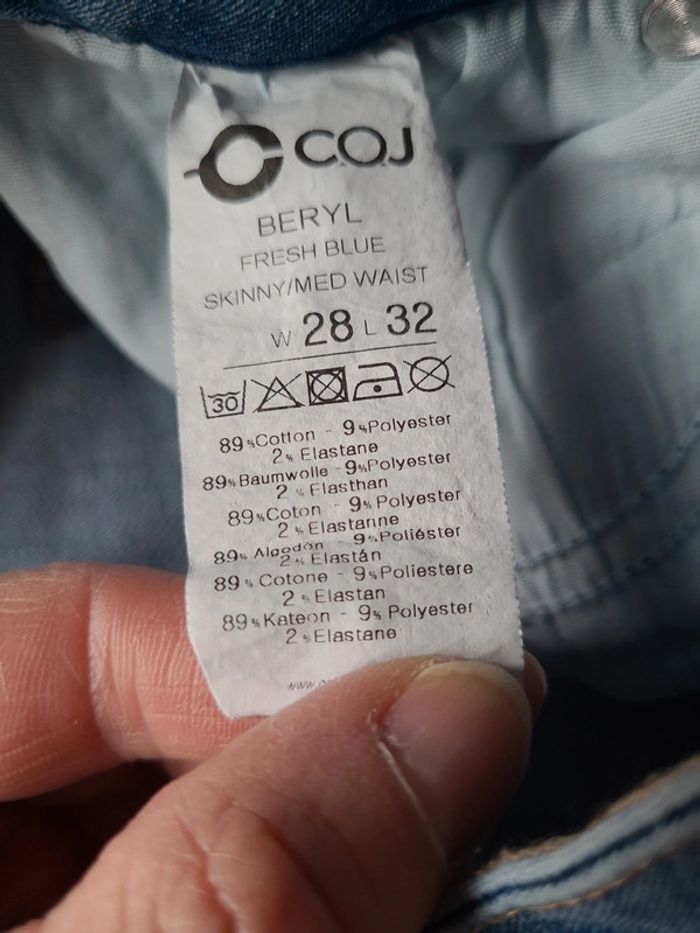 C.O.J
BERYL
FRESH BLUE
SKINNY/MED WAIST
W 28 L 32
30
89% Cotton - 9% Polyester
2% Elastane
89% Baumwolle - 9% Polyester
2% Elasthan
89% Coton - 9% Polyester
2% Elastanne
89% Algodón - 9% Poliéster
2% Elastán
89% Cotone - 9% Poliestere
2% Elastan
89% Kateon - 9% Polyester
2% Elastane